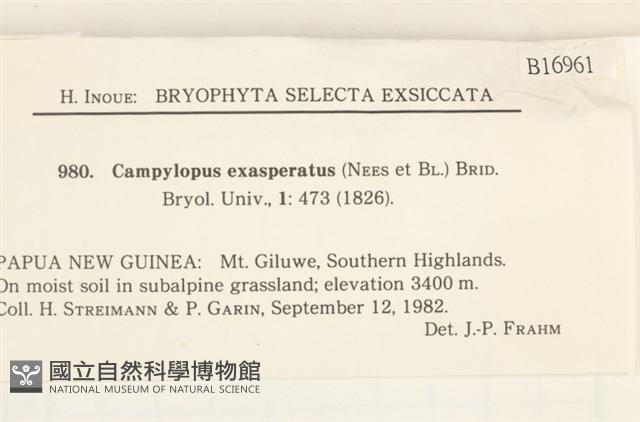 B16961
H. INOUE: BRYOPHYTA SELECTA EXSICCATA
980. Campylopus exasperatus (NEES et BL.) BRID.
Bryol. Univ., 1: 473 (1826).
PAPUA NEW GUINEA: Mt. Giluwe, Southern Highlands.
On moist soil in subalpine grassland; elevation 3400 m.
Coll. H. STREIMANN & P. GARIN, September 12, 1982.
Det. J.-P. FRAHM
國立自然科學博物館
NATIONAL MUSEUM OF NATURAL SCIENCE